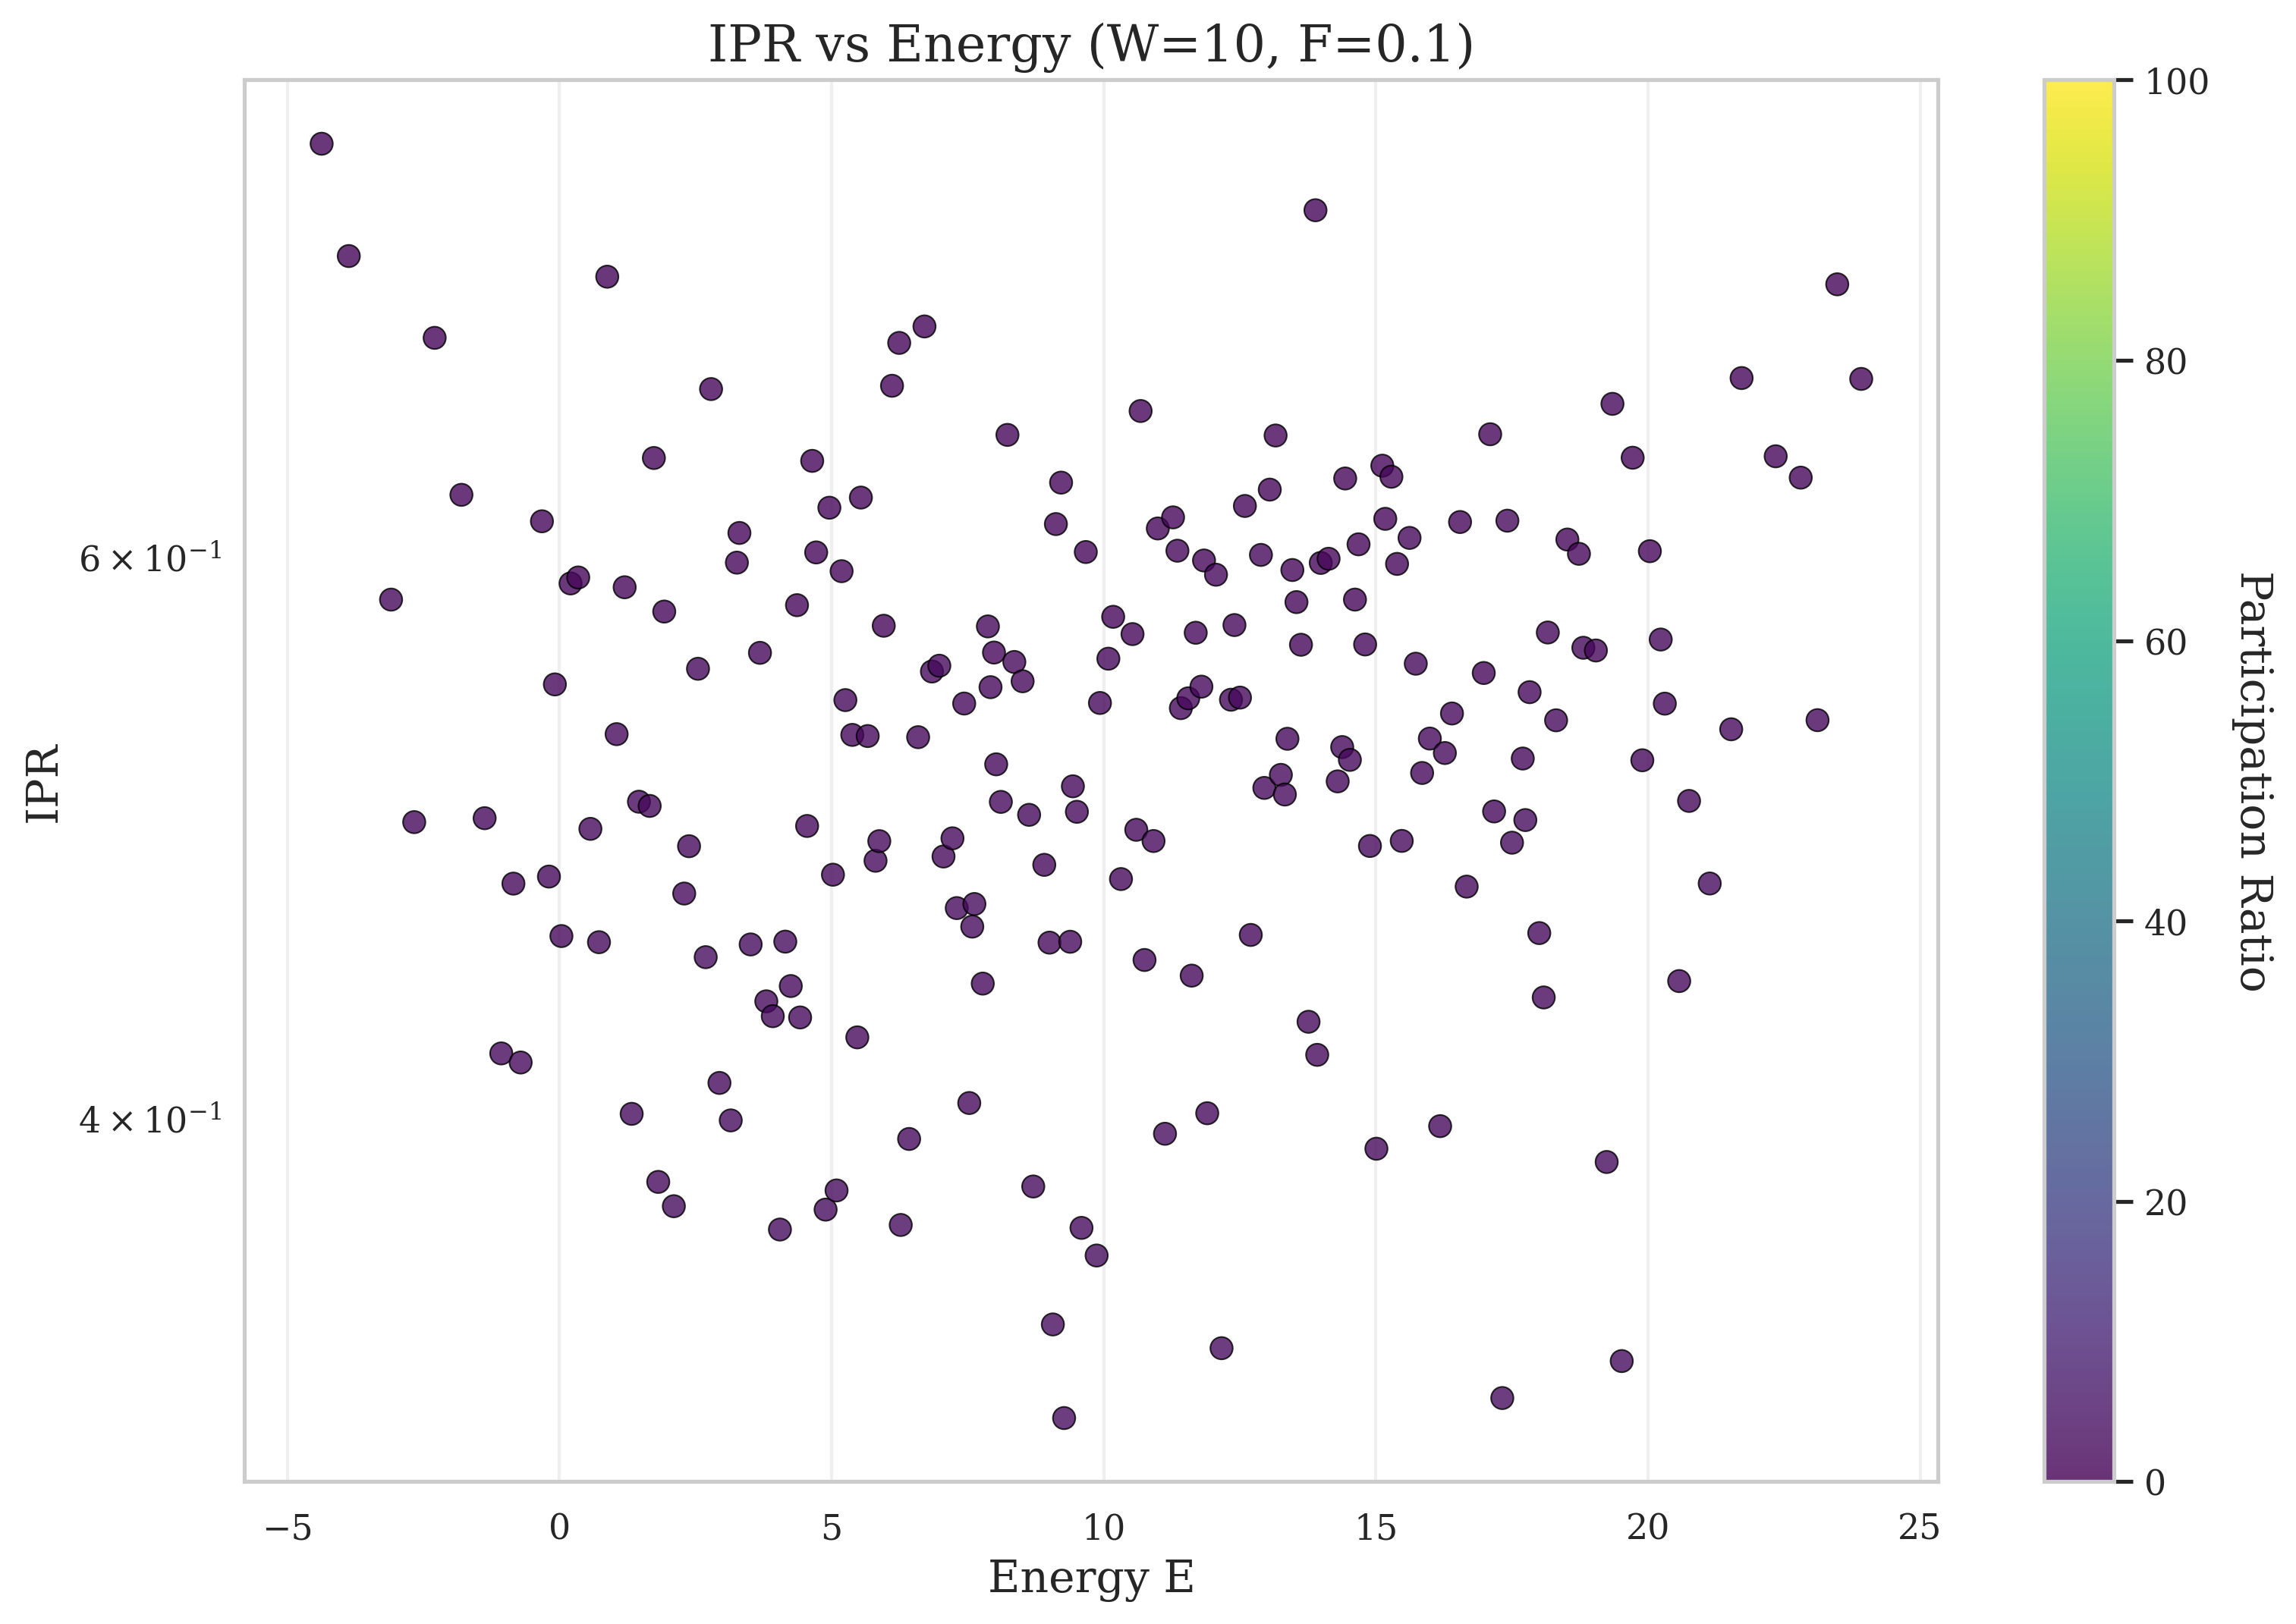 IPR vs Energy (W=10, F=0.1)
IPR
6 × 10⁻¹
4 × 10⁻¹
−5 0 5 10 15 20 25
Energy E
100
80
60
40
20
0
Participation Ratio